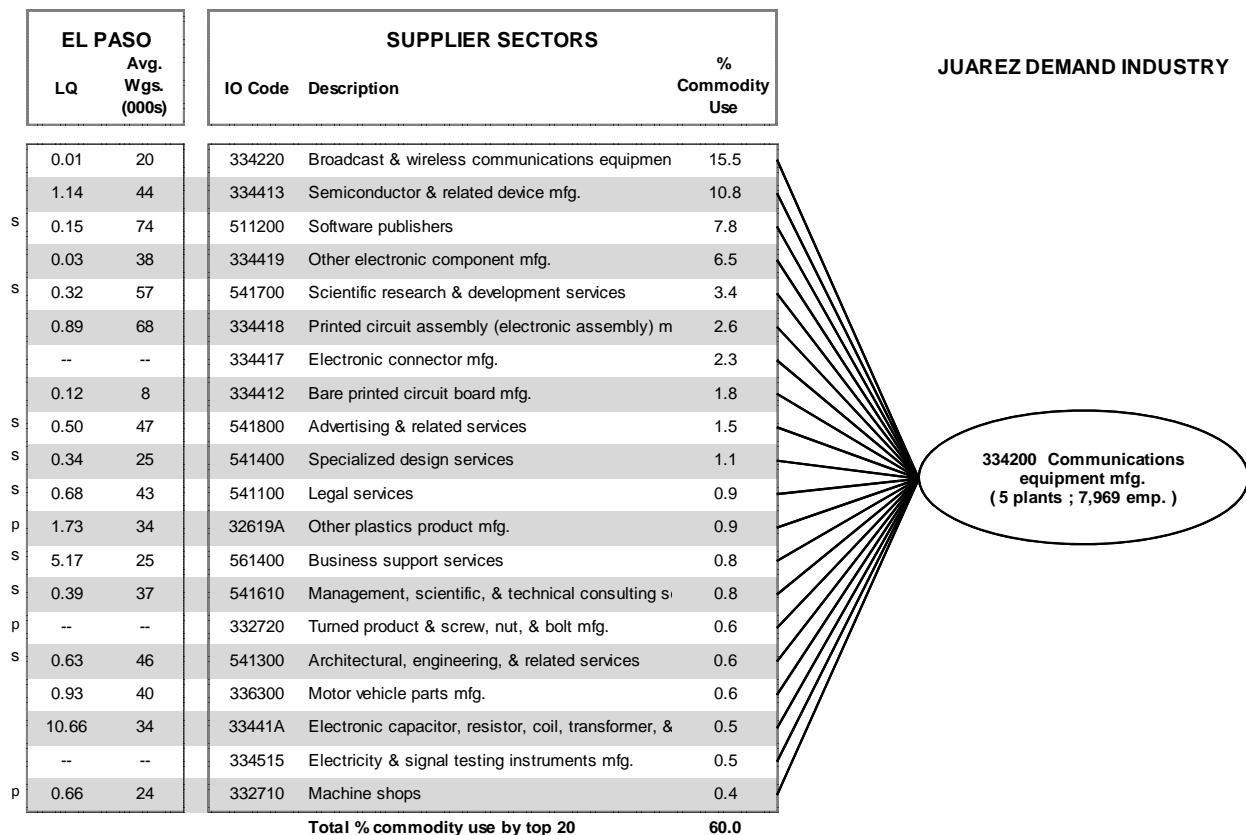 EL PASO
SUPPLIER SECTORS
JUAREZ DEMAND INDUSTRY
LQ Avg. Wgs. (000s) IO Code Description % Commodity Use
0.01 20 334220 Broadcast & wireless communications equipmen 15.5
1.14 44 334413 Semiconductor & related device mfg. 10.8
s 0.15 74 511200 Software publishers 7.8
0.03 38 334419 Other electronic component mfg. 6.5
s 0.32 57 541700 Scientific research & development services 3.4
0.89 68 334418 Printed circuit assembly (electronic assembly) m 2.6
-- -- 334417 Electronic connector mfg. 2.3
0.12 8 334412 Bare printed circuit board mfg. 1.8
s 0.50 47 541800 Advertising & related services 1.5
s 0.34 25 541400 Specialized design services 1.1
s 0.68 43 541100 Legal services 0.9
p 1.73 34 32619A Other plastics product mfg. 0.9
s 5.17 25 561400 Business support services 0.8
s 0.39 37 541610 Management, scientific, & technical consulting s 0.8
p -- -- 332720 Turned product & screw, nut, & bolt mfg. 0.6
s 0.63 46 541300 Architectural, engineering, & related services 0.6
0.93 40 336300 Motor vehicle parts mfg. 0.6
10.66 34 33441A Electronic capacitor, resistor, coil, transformer, & 0.5
-- -- 334515 Electricity & signal testing instruments mfg. 0.5
p 0.66 24 332710 Machine shops 0.4
Total % commodity use by top 20 60.0
334200 Communications
equipment mfg.
( 5 plants ; 7,969 emp. )